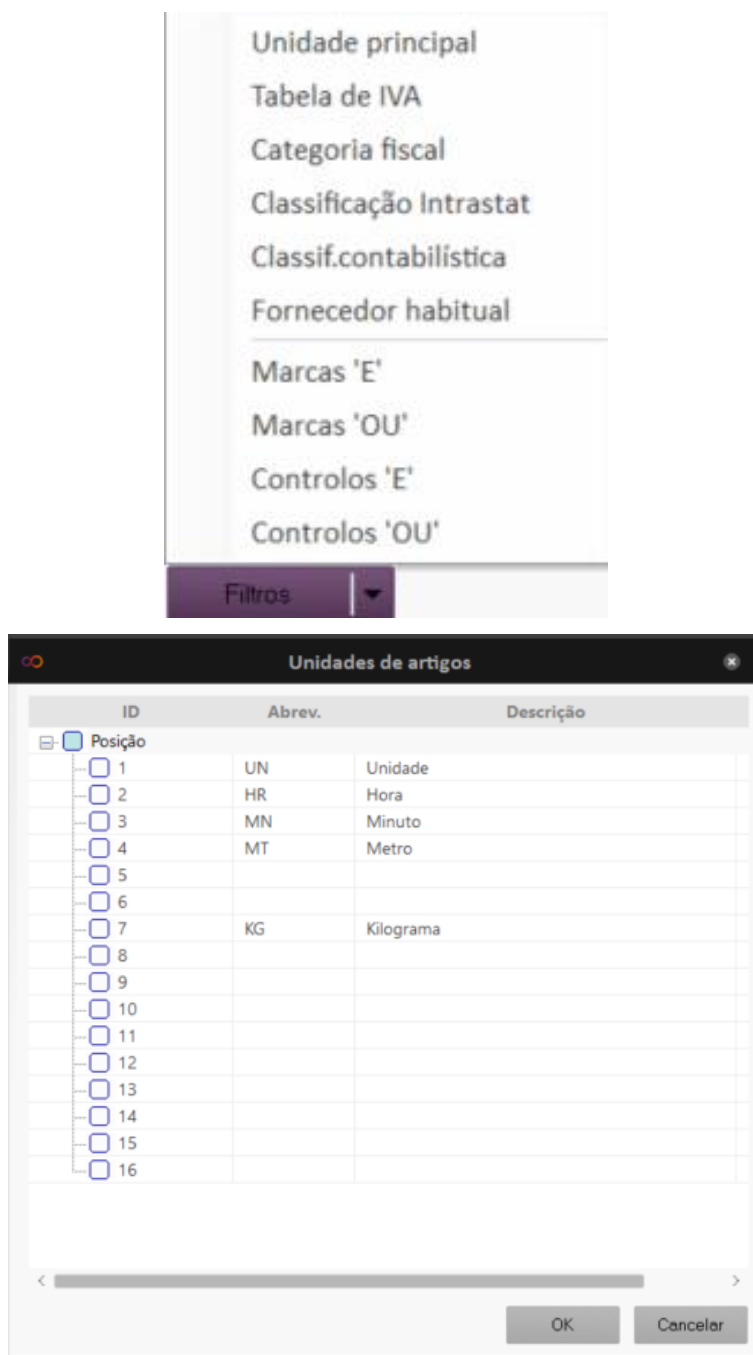 Unidade principal
Tabela de IVA
Categoria fiscal
Classificação Intrastat
Classif.contabilística
Fornecedor habitual
Marcas 'E'
Marcas 'OU'
Controlos 'E'
Controlos 'OU'
Filtros
Unidades de artigos
ID Abrev. Descrição
Posição
1 UN Unidade
2 HR Hora
3 MN Minuto
4 MT Metro
5
6
7 KG Kilograma
8
9
10
11
12
13
14
15
16
OK Cancelar